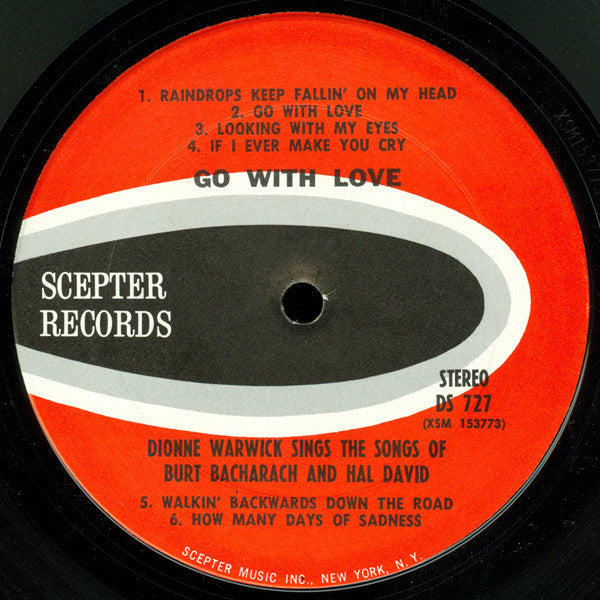 1. RAINDROPS KEEP FALLIN' ON MY HEAD
2. GO WITH LOVE
3. LOOKING WITH MY EYES
4. IF I EVER MAKE YOU CRY
GO WITH LOVE
SCEPTER
RECORDS
STEREO
DS 727
(XSM 153773)
DIONNE WARWICK SINGS THE SONGS OF
BURT BACHARACH AND HAL DAVID
5. WALKIN' BACKWARDS DOWN THE ROAD
6. HOW MANY DAYS OF SADNESS
SCEPTER MUSIC INC., NEW YORK, N.Y.